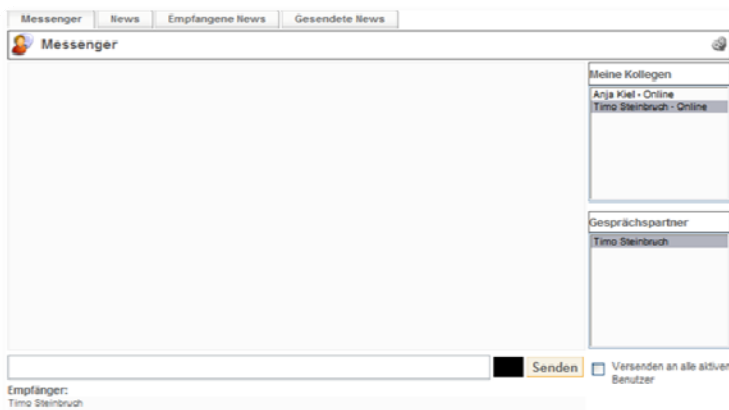 Messenger
News
Empfangene News
Gesendete News
Messenger
Meine Kollegen
Anja Kiel - Online
Timo Steinbruch - Online
Gesprächspartner
Timo Steinbruch
Senden
Versenden an alle aktiven
Benutzer
Empfänger:
Timo Steinbruch